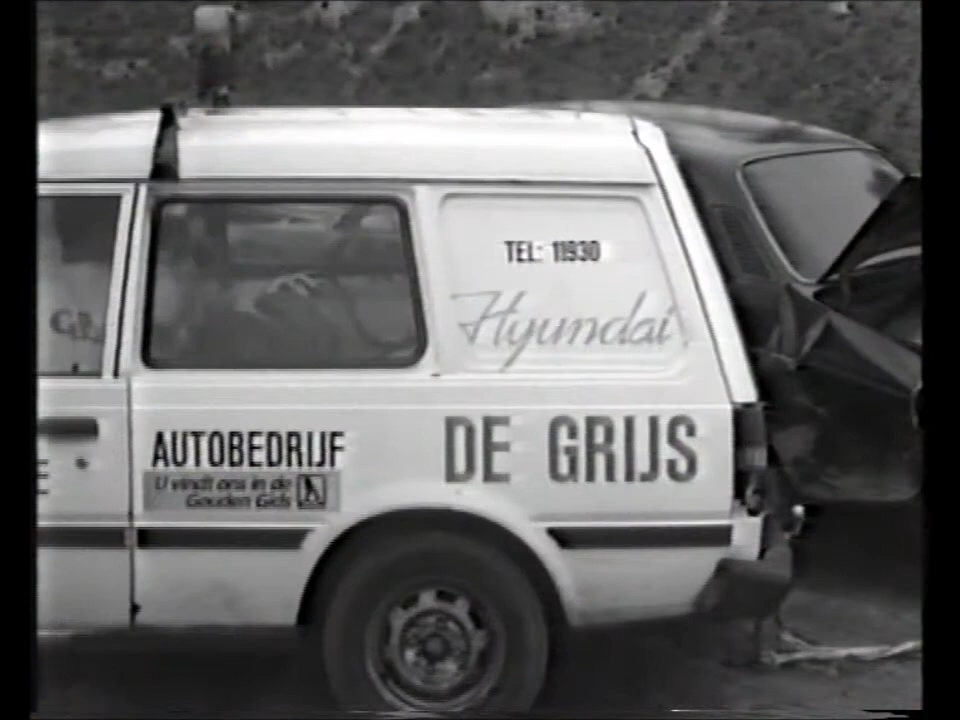 TEL: 11930
Hyundai
AUTOBEDRIJF
DE GRIJS
U vindt ons in de
Gouden Gids